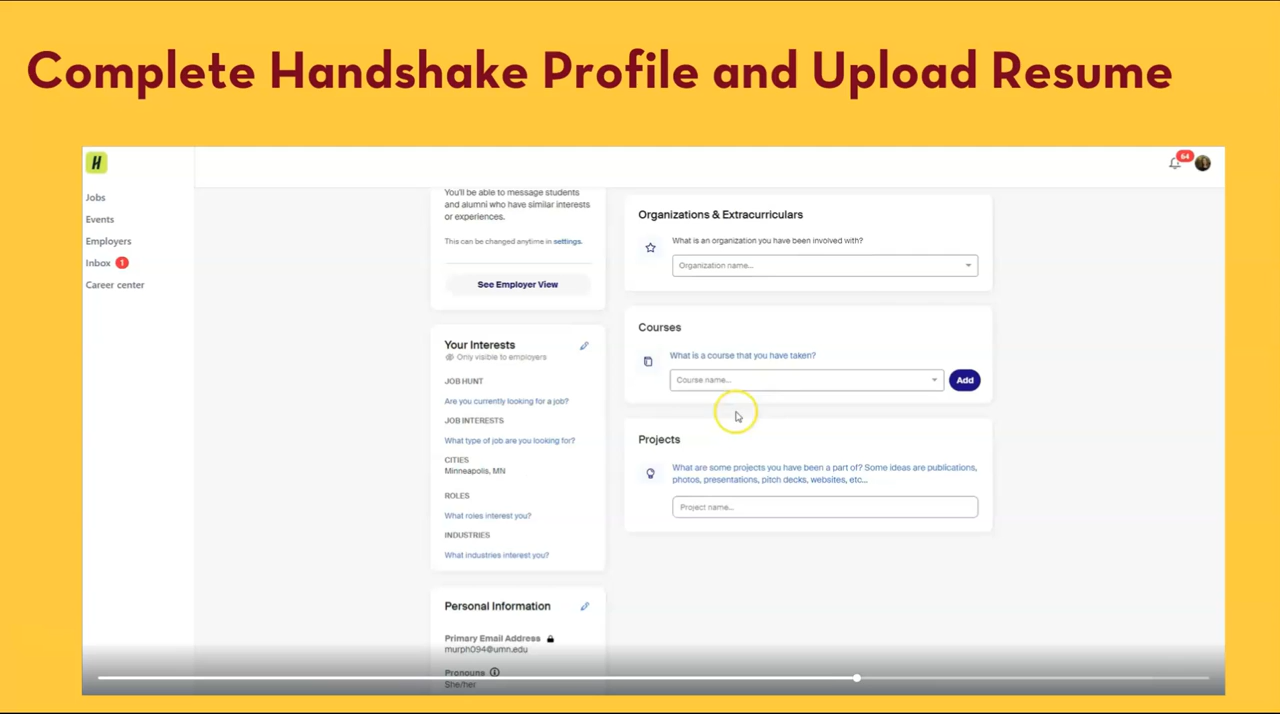 Complete Handshake Profile and Upload Resume
H
64
Jobs
Events
Employers
Inbox 1
Career center
You'll be able to message students
and alumni who have similar interests
or experiences.
This can be changed anytime in settings.
See Employer View
Your Interests
Only visible to employers
JOB HUNT
Are you currently looking for a job?
JOB INTERESTS
What type of job are you looking for?
CITIES
Minneapolis, MN
ROLES
What roles interest you?
INDUSTRIES
What industries interest you?
Personal Information
Primary Email Address
murph094@umn.edu
Pronouns
She/her
Organizations & Extracurriculars
What is an organization you have been involved with?
Organization name...
Courses
What is a course that you have taken?
Course name...
Add
Projects
What are some projects you have been a part of? Some ideas are publications,
photos, presentations, pitch decks, websites, etc...
Project name...